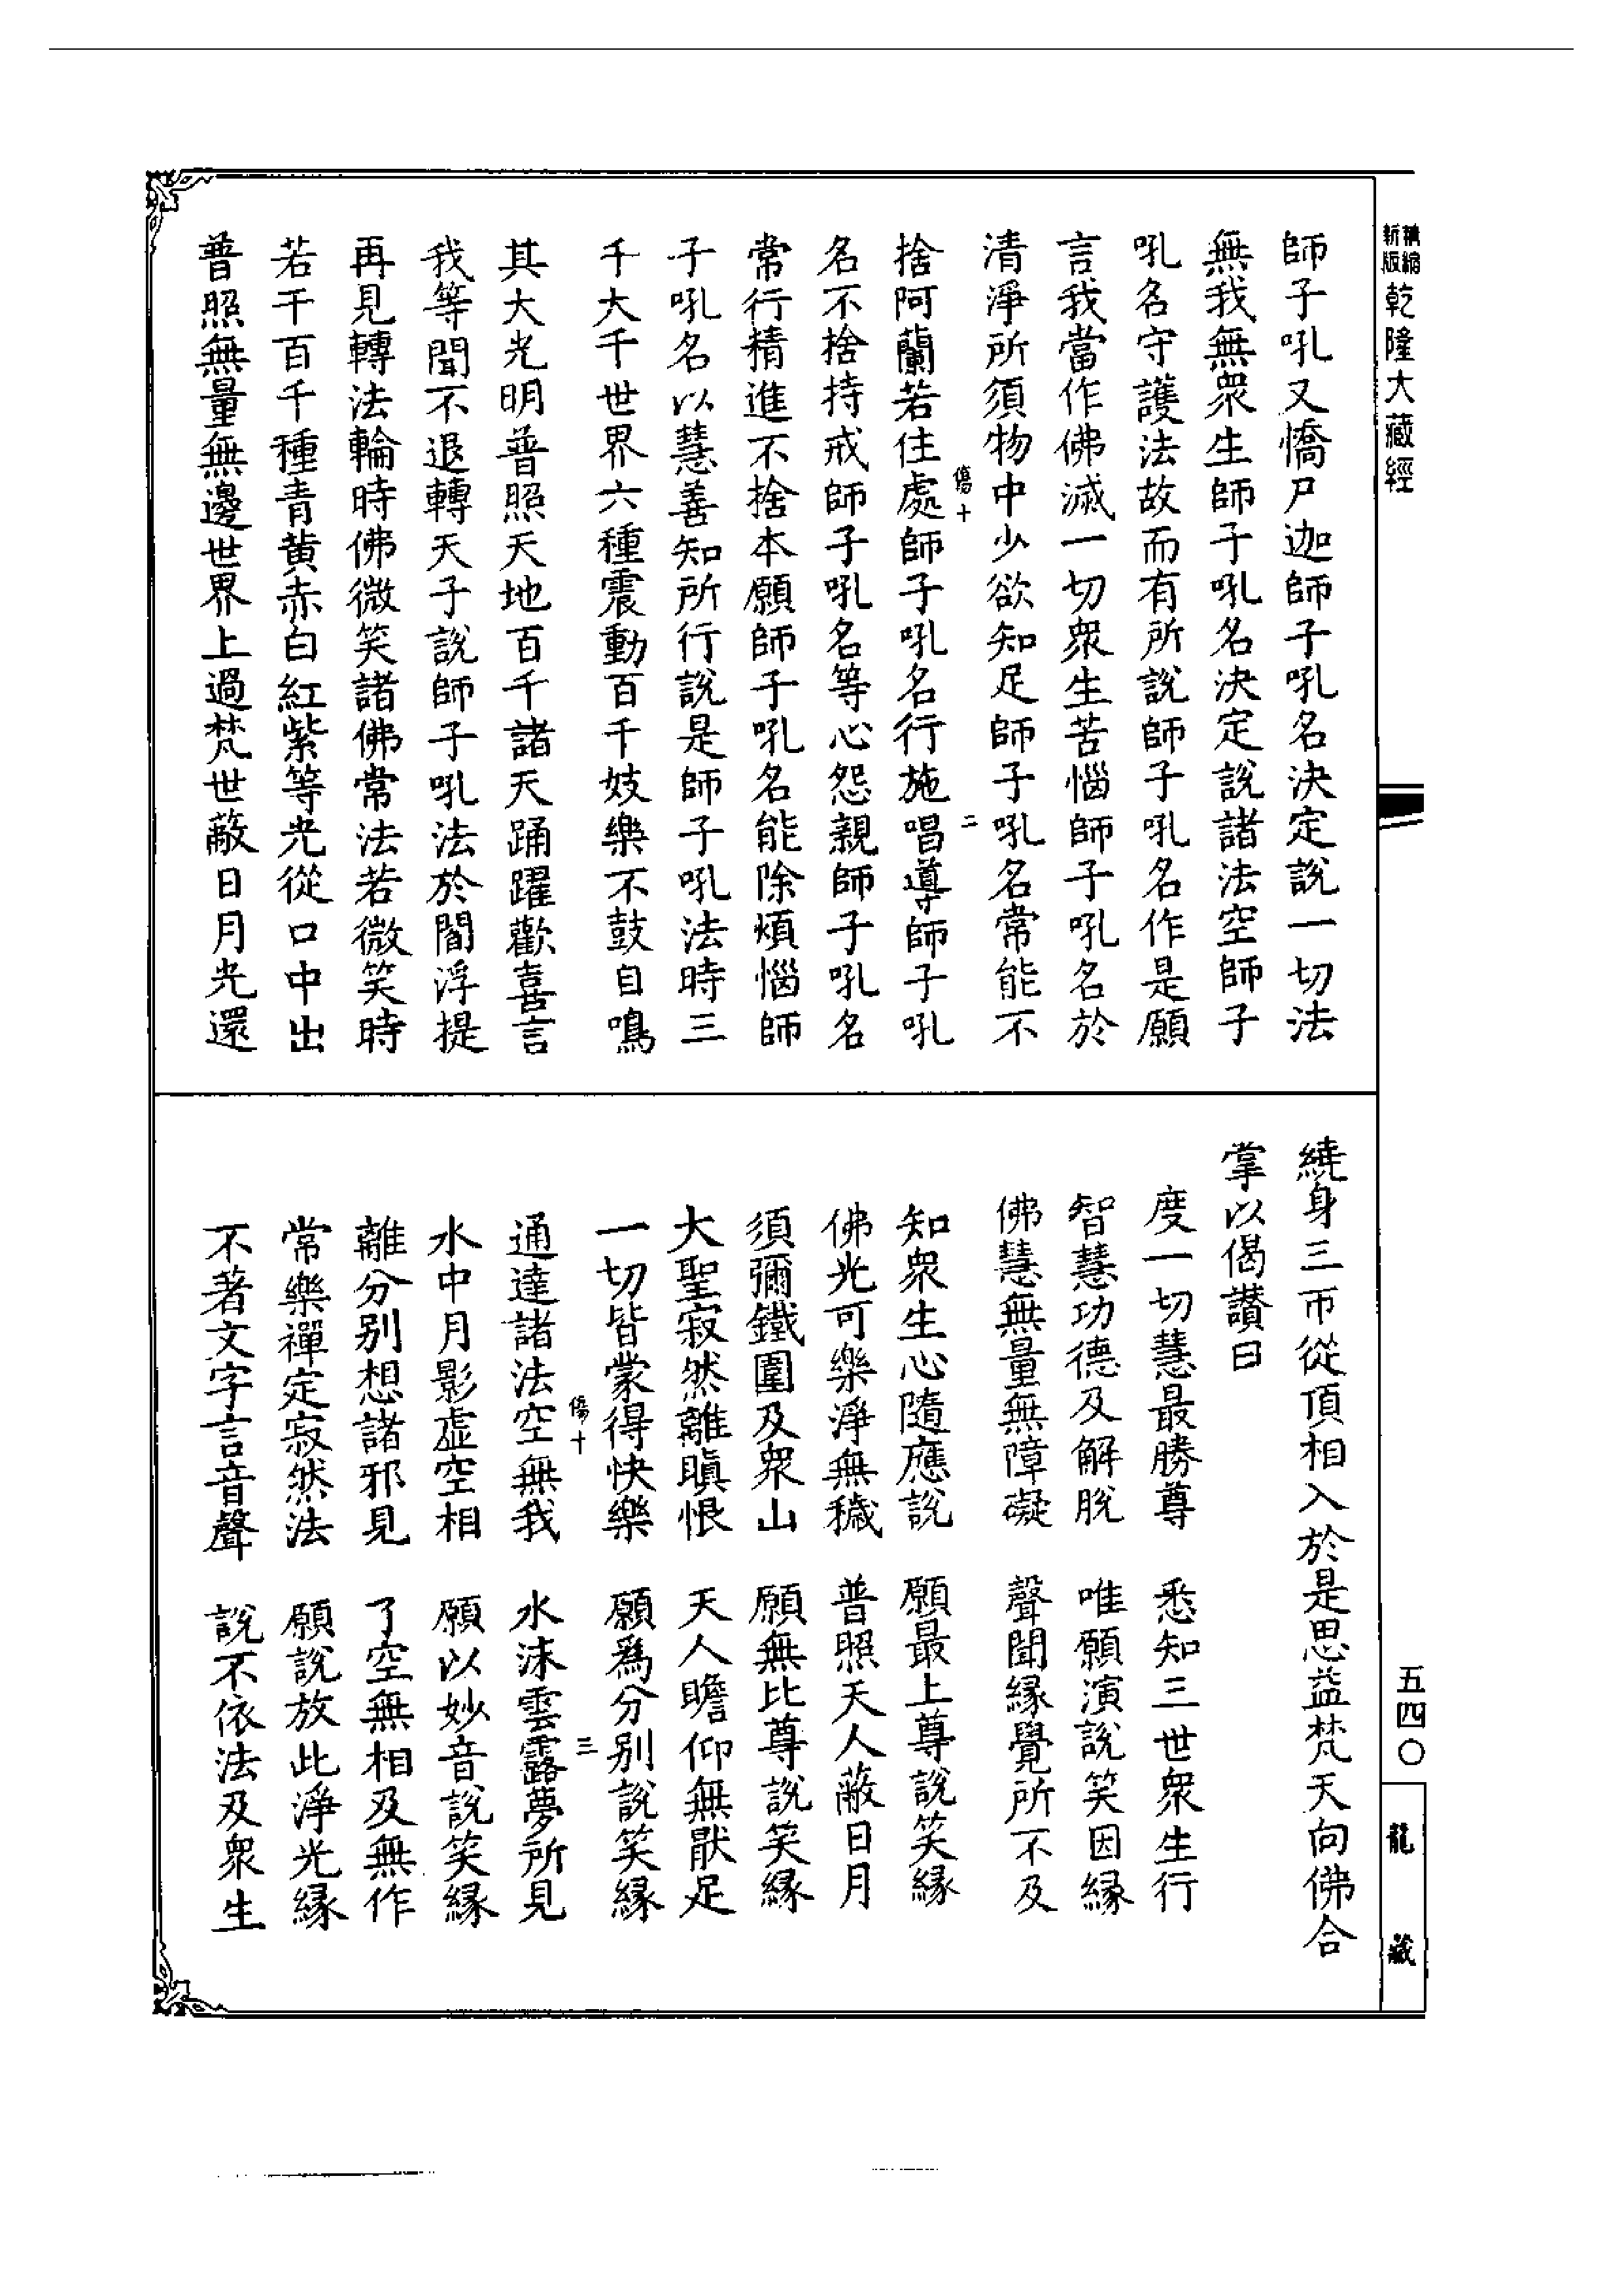 精縮新版乾隆大藏經
師子吼又憍尸迦師子吼名決定說一切法
無我無衆生師子吼名決定說諸法空師子
吼名守護法故而有所說師子吼名作是願
言我當作佛滅一切衆生苦惱師子吼名於
清淨所須物中少欲知足師子吼名常能不
傷十 二
捨阿蘭若住處師子吼名行施唱導師子吼
名不捨持戒師子吼名等心怨親師子吼名
常行精進不捨本願師子吼名能除煩惱師
子吼名以慧善知所行說是師子吼法時三
千大千世界六種震動百千妓樂不鼓自鳴
其大光明普照天地百千諸天踊躍歡喜言
我等聞不退轉天子說師子吼法於閻浮提
再見轉法輪時佛微笑諸佛常法若微笑時
若干百千種青黄赤白紅紫等光從口中出
普照無量無邊世界上過梵世蔽日月光還
繞身三帀從頂相入於是思益梵天向佛合
掌以偈讃曰
度一切慧最勝尊 悉知三世衆生行
智慧功德及解脫 唯願演說笑因縁
佛慧無量無障礙 聲聞縁覺所不及
知衆生心隨應說 願最上尊說笑縁
佛光可樂淨無穢 普照天人蔽日月
須彌鐵圍及衆山 願無比尊說笑縁
大聖寂然離瞋恨 天人瞻仰無猒足
一切皆蒙得快樂 願爲分别說笑縁
傷十 三
通達諸法空無我 水沫雲露夢所見
水中月影虛空相 願以妙音說笑縁
離分别想諸邪見 了空無相及無作
常樂禪定寂然法 願說放此淨光縁
不著文字言音聲 說不依法及衆生
五四〇
龍藏